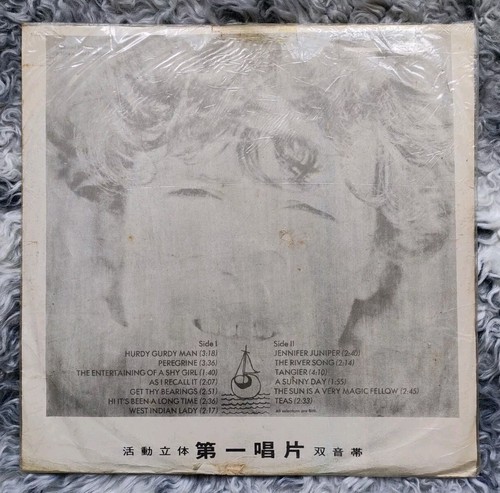 Side I
HURDY GURDY MAN (3:18)
PEREGRINE (3:36)
THE ENTERTAINING OF A SHY GIRL (1:40)
AS I RECALL IT (2:07)
GET THY BEARINGS (2:51)
HI IT'S BEEN A LONG TIME (2:36)
WEST INDIAN LADY (2:17)
Side II
JENNIFER JUNIPER (2:40)
THE RIVER SONG (2:14)
TANGIER (4:10)
A SUNNY DAY (1:55)
THE SUN IS A VERY MAGIC FELLOW (2:45)
TEAS (2:33)
All selections are BMI.
活動立体 第一唱片 双音帯